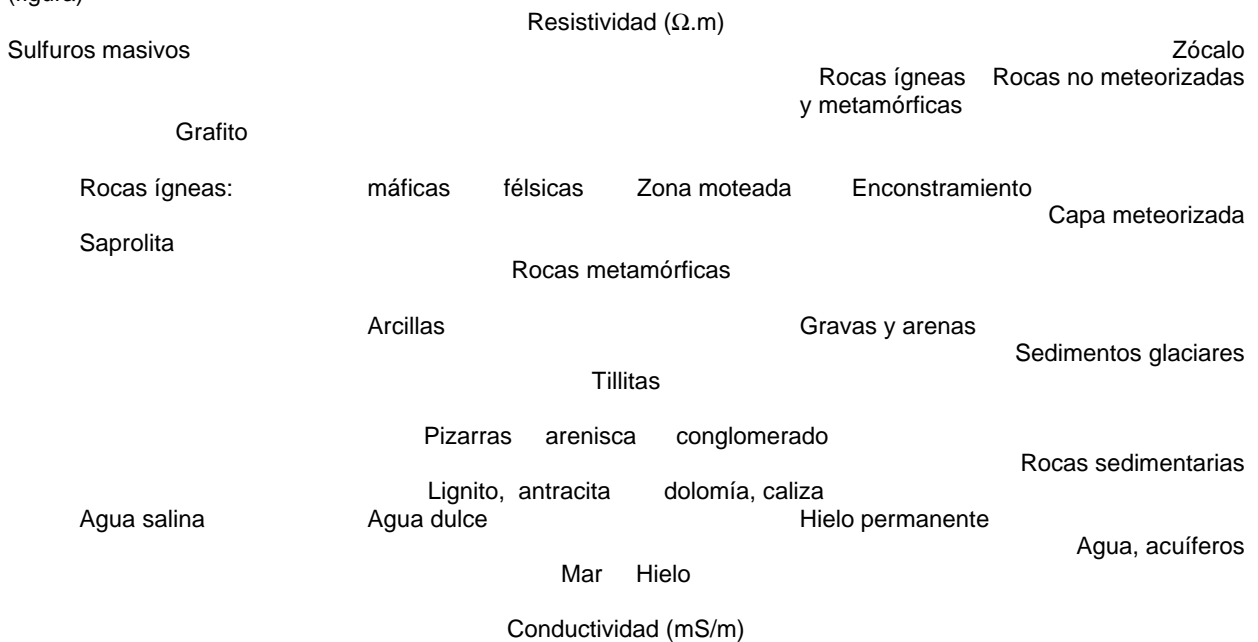 (figura)
Resistividad (Ω.m)
Sulfuros masivos Zócalo
Rocas ígneas Rocas no meteorizadas
y metamórficas
Grafito
Rocas ígneas: máficas félsicas Zona moteada Enconstramiento
Capa meteorizada
Saprolita
Rocas metamórficas
Arcillas Gravas y arenas
Sedimentos glaciares
Tillitas
Pizarras arenisca conglomerado
Rocas sedimentarias
Lignito, antracita dolomía, caliza
Agua salina Agua dulce Hielo permanente
Agua, acuíferos
Mar Hielo
Conductividad (mS/m)